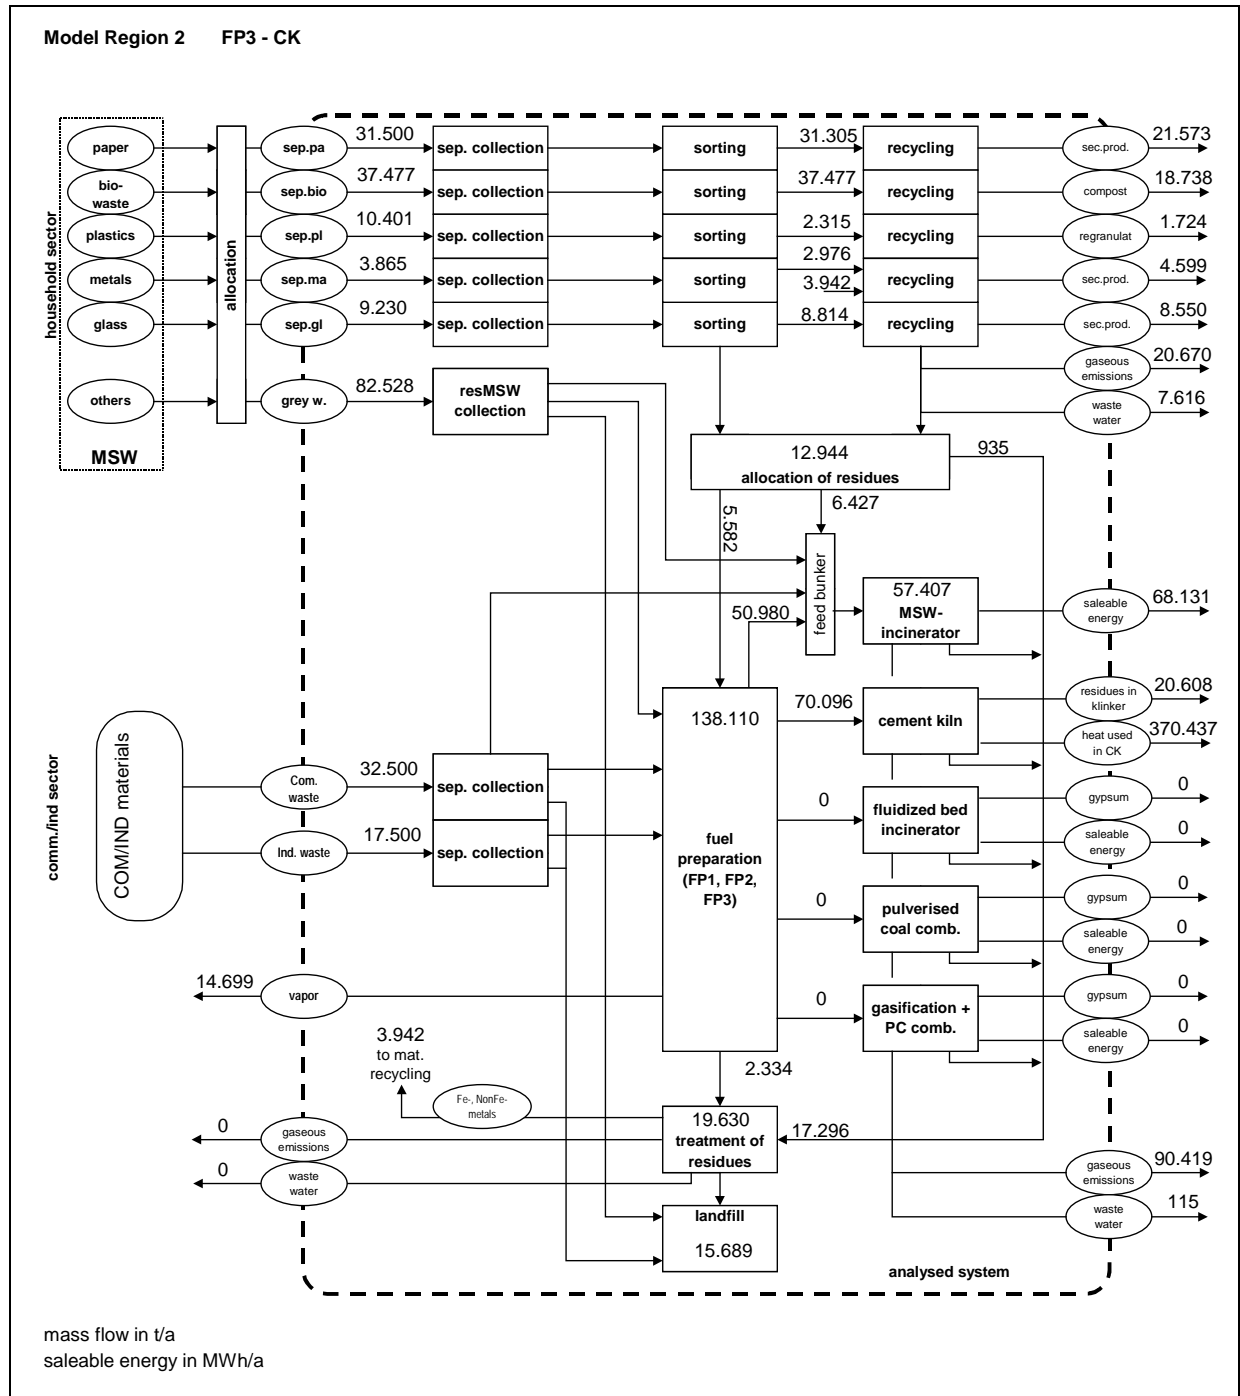 Model Region 2 FP3 - CK
household sector
paper
bio-
waste
plastics
metals
glass
others
MSW
allocation
sep.pa
31.500
sep. collection
sorting
31.305
recycling
sec.prod.
21.573
sep.bio
37.477
sep. collection
sorting
37.477
recycling
compost
18.738
sep.pl
10.401
sep. collection
sorting
2.315
recycling
regranulat
1.724
sep.ma
3.865
sep. collection
sorting
2.976
3.942
recycling
sec.prod.
4.599
sep.gl
9.230
sep. collection
sorting
8.814
recycling
sec.prod.
8.550
gaseous
emissions
20.670
grey w.
82.528
resMSW
collection
waste
water
7.616
12.944
allocation of residues
935
5.582
6.427
feed bunker
50.980
57.407
MSW-
incinerator
saleable
energy
68.131
comm./ind sector
COM/IND materials
Com.
waste
32.500
sep. collection
Ind. waste
17.500
sep. collection
138.110
fuel
preparation
(FP1, FP2,
FP3)
70.096
cement kiln
residues in
klinker
20.608
heat used
in CK
370.437
0
fluidized bed
incinerator
gypsum
0
saleable
energy
0
0
pulverised
coal comb.
gypsum
0
saleable
energy
0
0
gasification +
PC comb.
gypsum
0
saleable
energy
0
14.699
vapor
3.942
to mat.
recycling
Fe-, NonFe-
metals
2.334
19.630
treatment of
residues
17.296
0
gaseous
emissions
0
waste
water
landfill
15.689
gaseous
emissions
90.419
waste
water
115
analysed system
mass flow in t/a
saleable energy in MWh/a